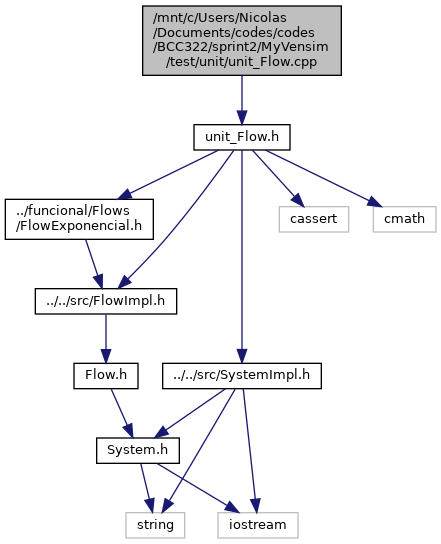 /mnt/c/Users/Nicolas
/Documents/codes/codes
/BCC322/sprint2/MyVensim
/test/unit/unit_Flow.cpp
unit_Flow.h
../funcional/Flows
/FlowExponencial.h
cassert
cmath
../../src/FlowImpl.h
Flow.h
../../src/SystemImpl.h
System.h
string
iostream